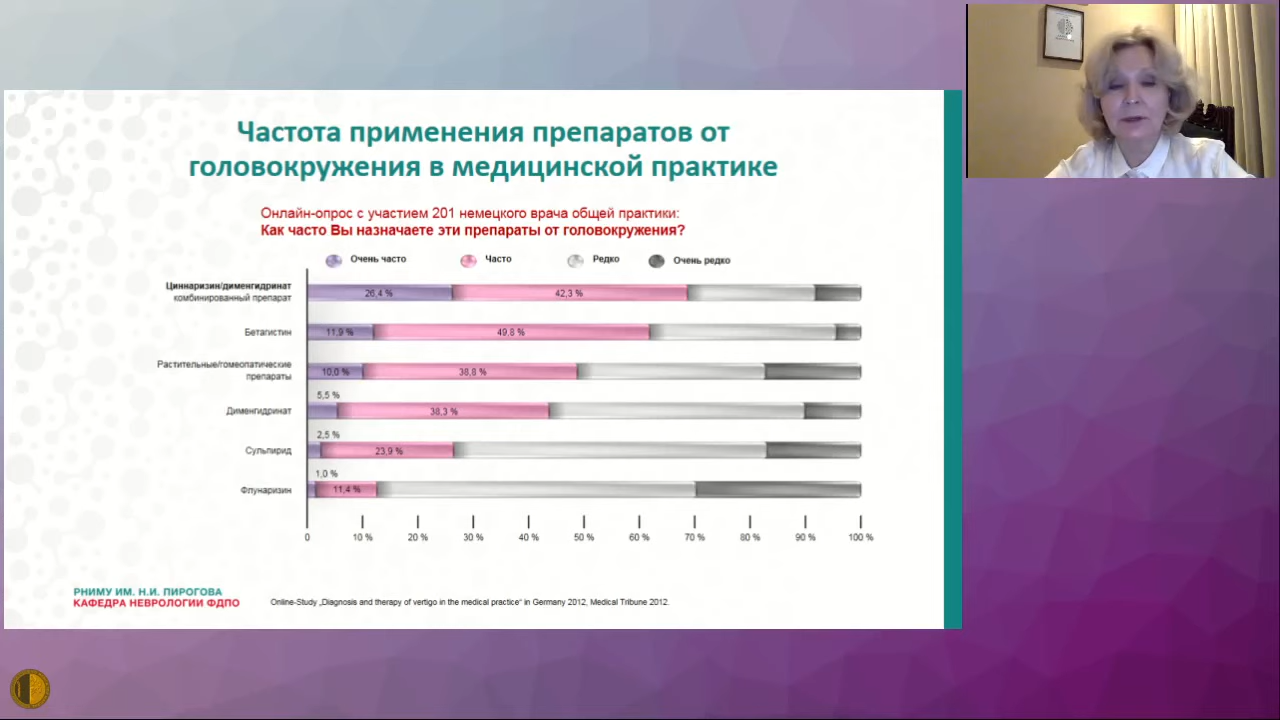 Частота применения препаратов от
головокружения в медицинской практике
Онлайн-опрос с участием 201 немецкого врача общей практики:
Как часто Вы назначаете эти препараты от головокружения?
Очень часто
Часто
Редко
Очень редко
Циннаризин/дименгидринат
комбинированный препарат
26,4 %
42,3 %
Бетагистин
11,9 %
49,8 %
Растительные/гомеопатические
препараты
10,0 %
38,8 %
5,5 %
Дименгидринат
38,3 %
2,5 %
Сульпирид
23,9 %
1,0 %
Флунаризин
11,4 %
0
10 %
20 %
30 %
40 %
50 %
60 %
70 %
80 %
90 %
100 %
РНИМУ ИМ. Н.И. ПИРОГОВА
КАФЕДРА НЕВРОЛОГИИ ФДПО
Online-Study „Diagnosis and therapy of vertigo in the medical practice“ in Germany 2012, Medical Tribune 2012.